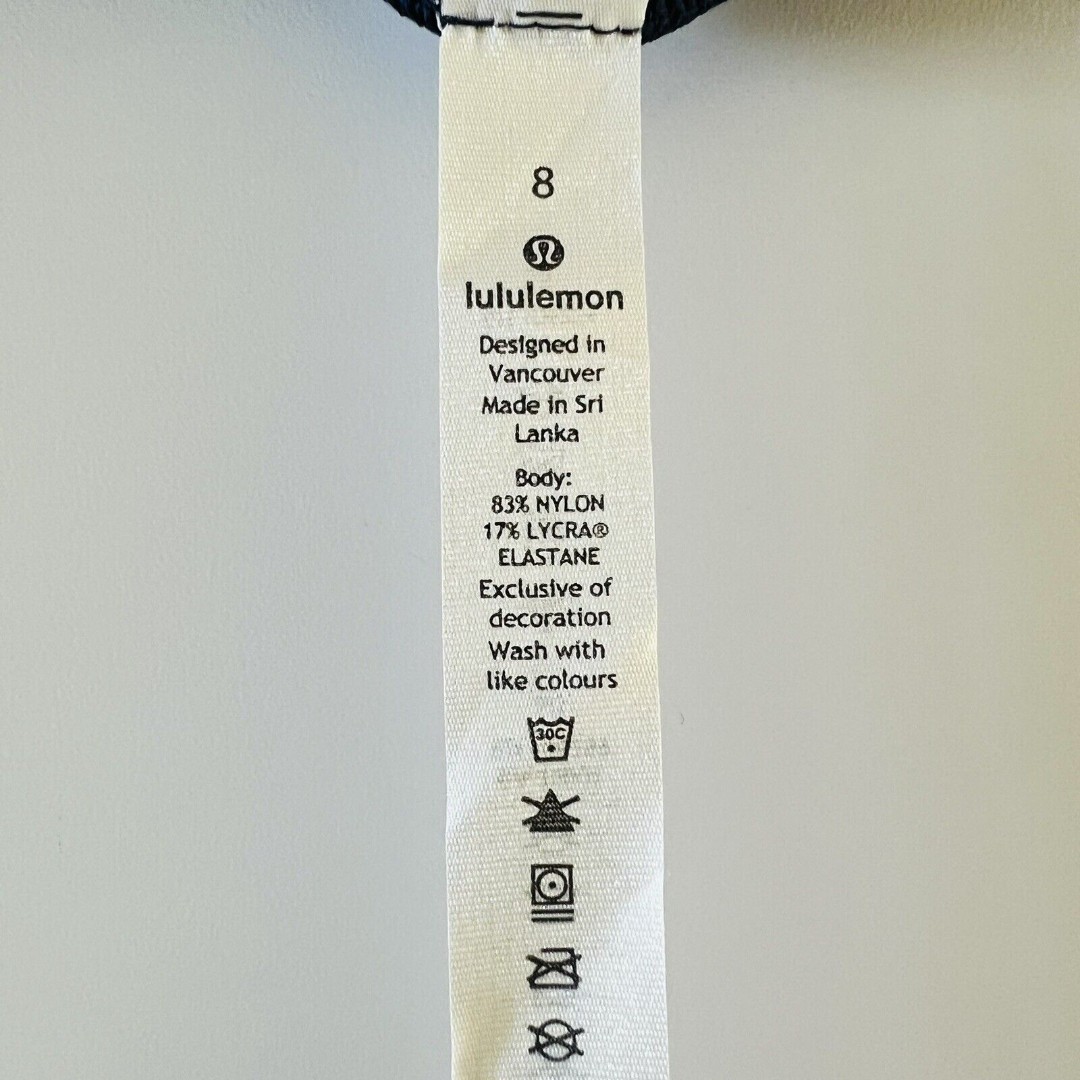 8
lululemon
Designed in
Vancouver
Made in Sri
Lanka
Body:
83% NYLON
17% LYCRA®
ELASTANE
Exclusive of
decoration
Wash with
like colours
30C